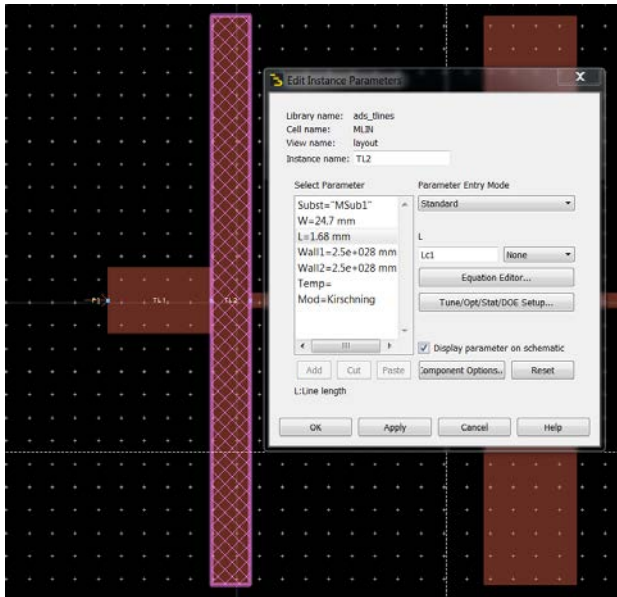 Edit Instance Parameters
X
Library name: ads_tlines
Cell name: MLIN
View name: layout
Instance name: TL2
Select Parameter
Parameter Entry Mode
Subst="MSub1"
Standard
W=24.7 mm
L=1.68 mm
L
Wall1=2.5e+028 mm
Lc1
None
Wall2=2.5e+028 mm
Temp=
Equation Editor...
Mod=Kirschning
Tune/Opt/Stat/DOE Setup...
Display parameter on schematic
Add
Cut
Paste
Component Options..
Reset
L:Line length
OK
Apply
Cancel
Help
P1
TL1
TL2